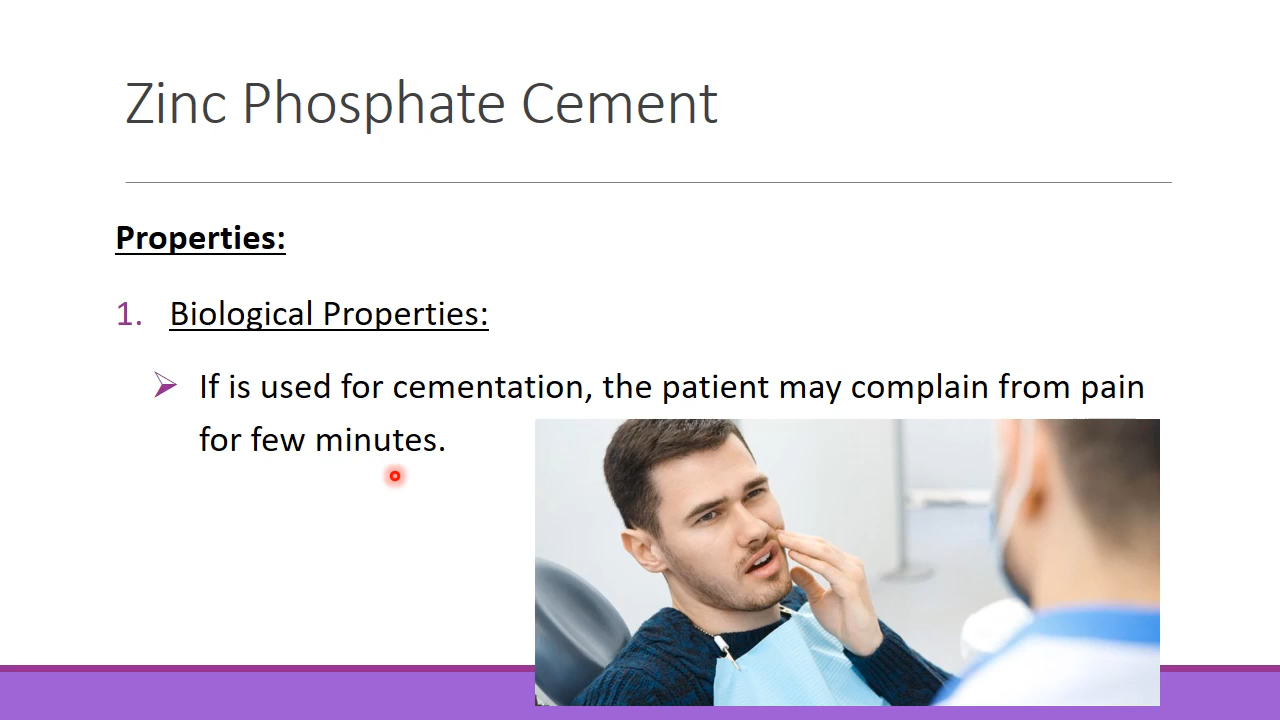 Zinc Phosphate Cement
Properties:
1. Biological Properties:
➢ If is used for cementation, the patient may complain from pain
for few minutes.